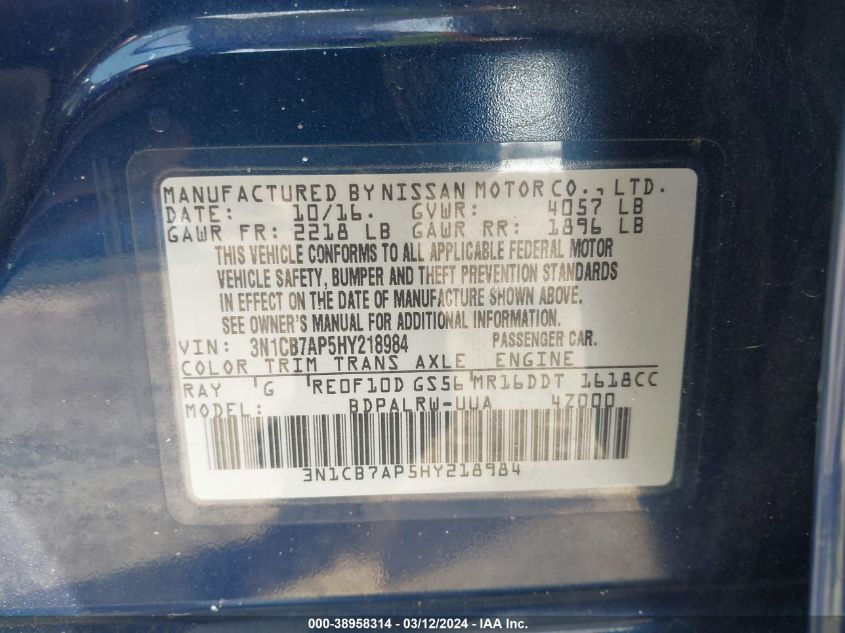 MANUFACTURED BY NISSAN MOTOR CO., LTD.
DATE: 10/16. GVWR: 4057 LB
GAWR FR: 2218 LB GAWR RR: 1896 LB
THIS VEHICLE CONFORMS TO ALL APPLICABLE FEDERAL MOTOR
VEHICLE SAFETY, BUMPER AND THEFT PREVENTION STANDARDS
IN EFFECT ON THE DATE OF MANUFACTURE SHOWN ABOVE.
SEE OWNER'S MANUAL FOR ADDITIONAL INFORMATION.
VIN: 3N1CB7AP5HY218984 PASSENGER CAR.
COLOR TRIM TRANS AXLE ENGINE
RAY 'G 'RE0F10D GS56'MR16DDT 1618CC
MODEL: BDPALRW-UUA 4Z000
3N1CB7AP5HY218984
000-38958314 - 03/12/2024 - IAA Inc.